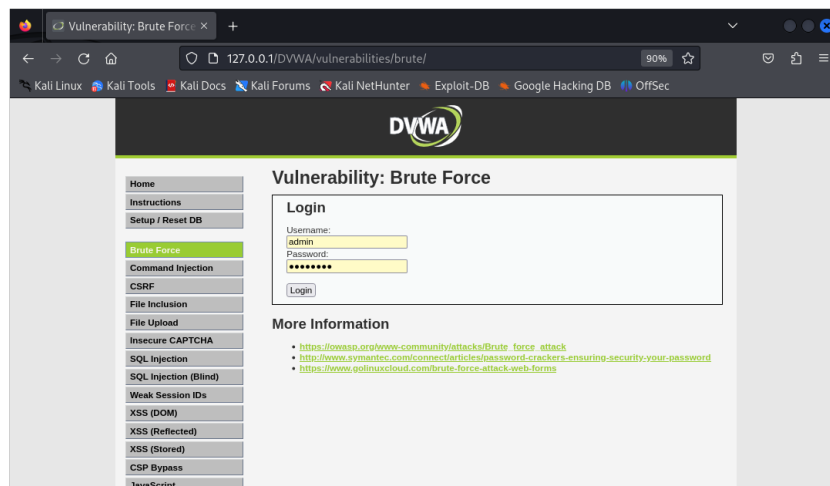 Vulnerability: Brute Force
127.0.0.1/DVWA/vulnerabilities/brute/ 90%
Kali Linux Kali Tools Kali Docs Kali Forums Kali NetHunter Exploit-DB Google Hacking DB OffSec
DVWA
Home
Instructions
Setup / Reset DB
Brute Force
Command Injection
CSRF
File Inclusion
File Upload
Insecure CAPTCHA
SQL Injection
SQL Injection (Blind)
Weak Session IDs
XSS (DOM)
XSS (Reflected)
XSS (Stored)
CSP Bypass
JavaScript
Vulnerability: Brute Force
Login
Username:
admin
Password:
••••••••
Login
More Information
• https://owasp.org/www-community/attacks/Brute_force_attack
• http://www.symantec.com/connect/articles/password-crackers-ensuring-security-your-password
• https://www.golinuxcloud.com/brute-force-attack-web-forms